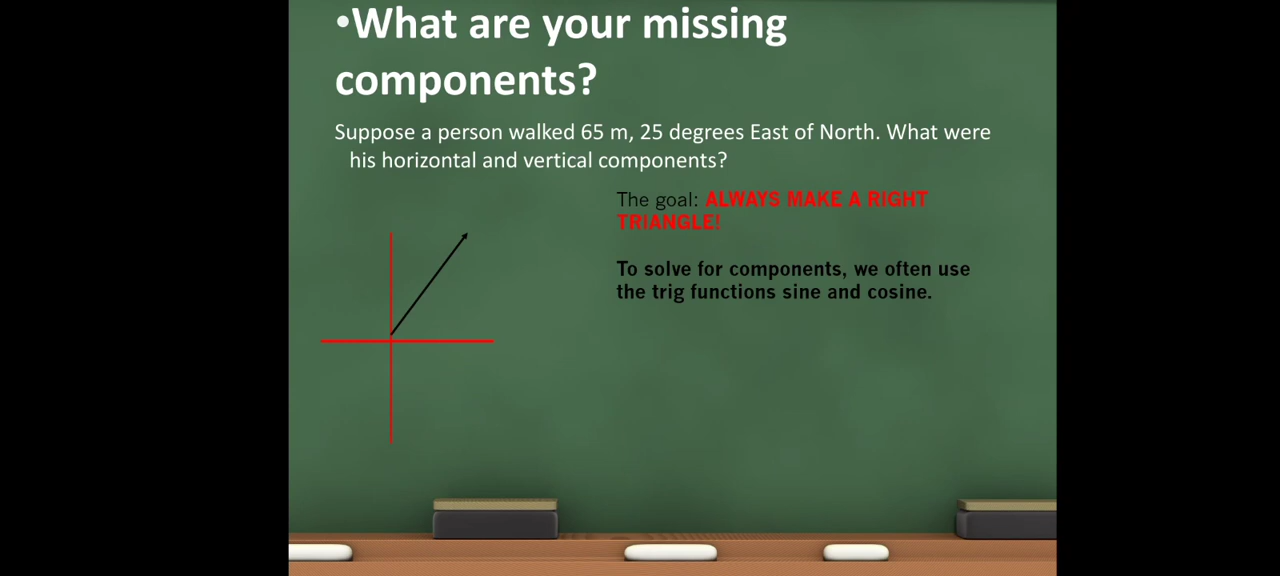 •What are your missing
components?
Suppose a person walked 65 m, 25 degrees East of North. What were
his horizontal and vertical components?
The goal: ALWAYS MAKE A RIGHT
TRIANGLE!
To solve for components, we often use
the trig functions sine and cosine.